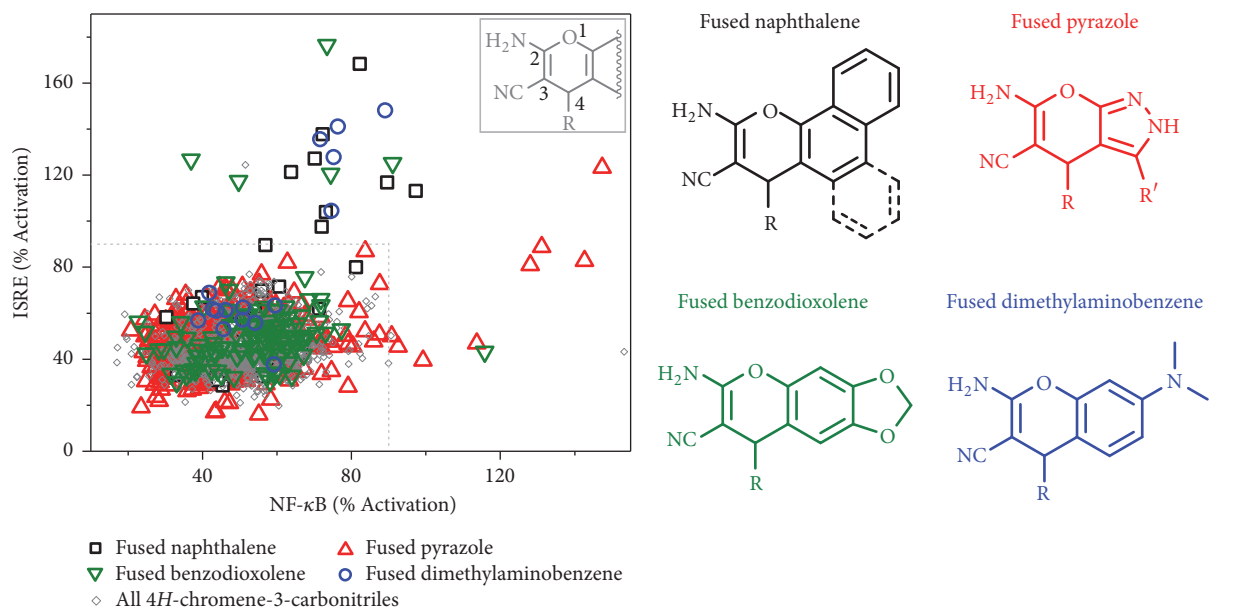 ISRE (% Activation)
160
120
80
40
0
40
80
120
NF-κB (% Activation)
H₂N
O
1
2
3
4
NC
R
Fused naphthalene
Fused pyrazole
Fused benzodioxolene
Fused dimethylaminobenzene
All 4H-chromene-3-carbonitriles
Fused naphthalene
H₂N
O
NC
R
Fused pyrazole
H₂N
O
N
NH
NC
R
R′
Fused benzodioxolene
H₂N
O
O
NC
O
R
Fused dimethylaminobenzene
H₂N
O
N
NC
R